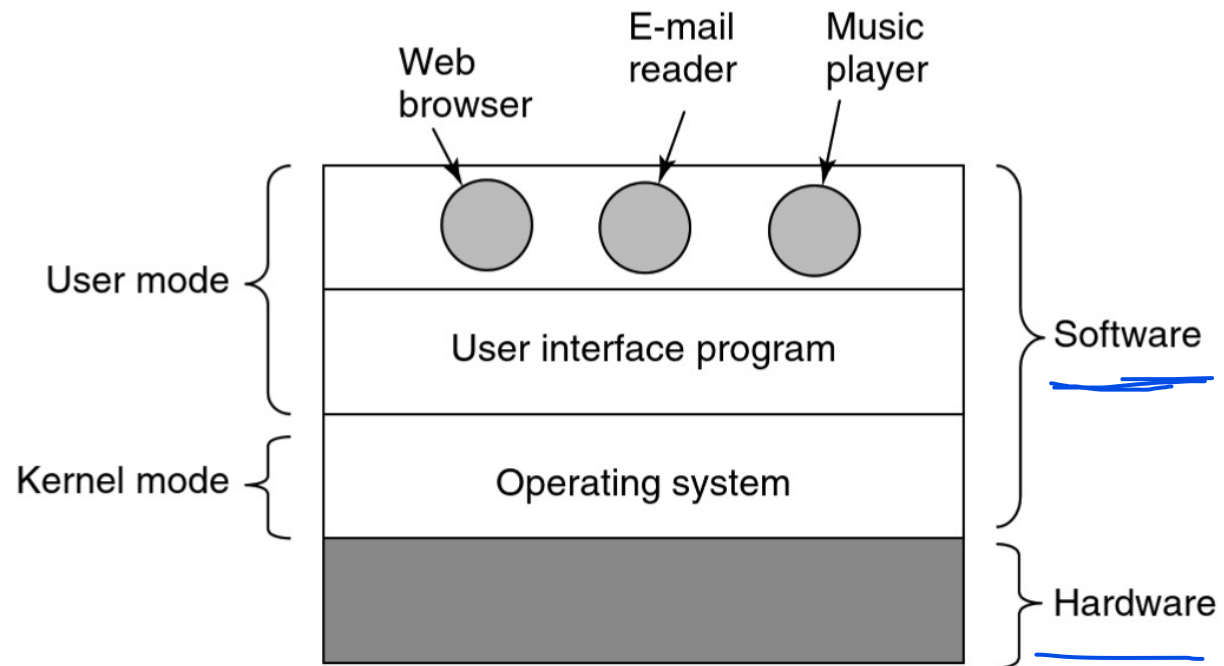 Web
browser
E-mail
reader
Music
player
User mode
User interface program
Software
Kernel mode
Operating system
Hardware